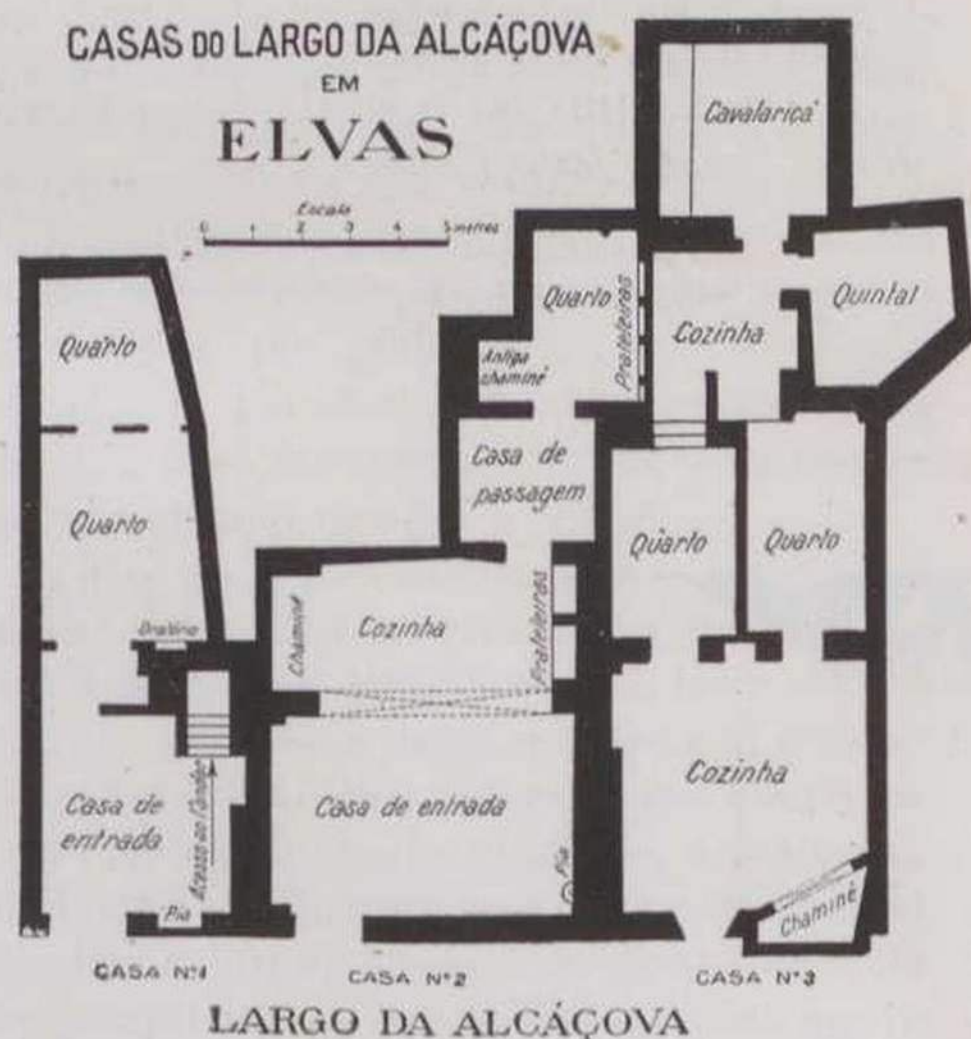 CASAS DO LARGO DA ALCÁÇOVA
EM
ELVAS
Escala
0 1 2 3 4 5 metros
Cavalariça
Quarto
Prateleiras
Cozinha
Quintal
Antiga
chaminé
Quarto
Casa de
passagem
Quarto
Quarto
Quarto
Oratório
Chaminé
Cozinha
Prateleiras
Casa de
entrada
Acesso ao 1º andar
Pia
Casa de entrada
Pia
Cozinha
Chaminé
CASA Nº1
CASA Nº2
CASA Nº3
LARGO DA ALCÁÇOVA